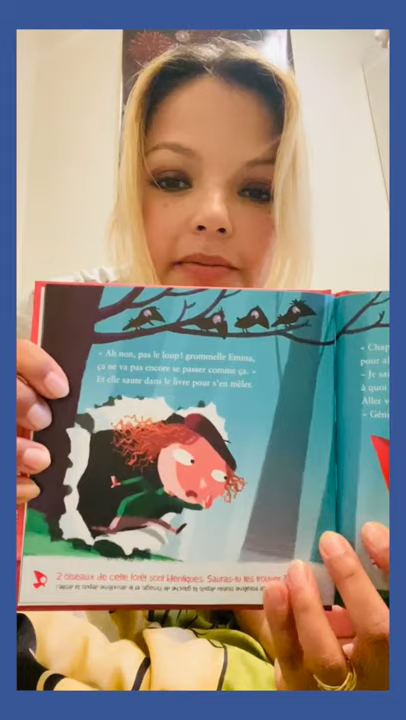 « Ah non, pas le loup ! grommelle Emma,
ça ne va pas encore se passer comme ça. »
Et elle saute dans le livre pour s'en mêler.
« Chap
pour al
– Je sa
à quoi
Aller v
– Géni
2 oiseaux de cette forêt sont identiques. Sauras-tu les trouver